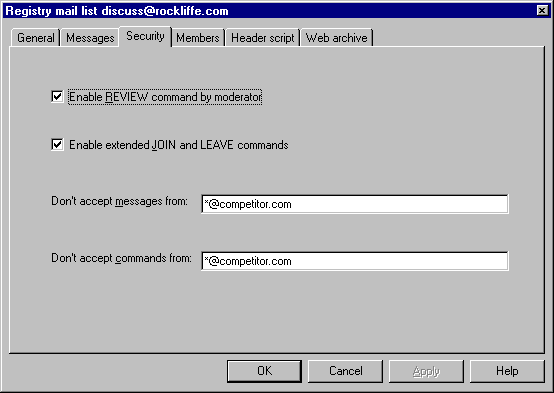 Registry mail list discuss@rockliffe.com
General Messages Security Members Header script Web archive
Enable REVIEW command by moderator
Enable extended JOIN and LEAVE commands
Don't accept messages from: *@competitor.com
Don't accept commands from: *@competitor.com
OK Cancel Apply Help